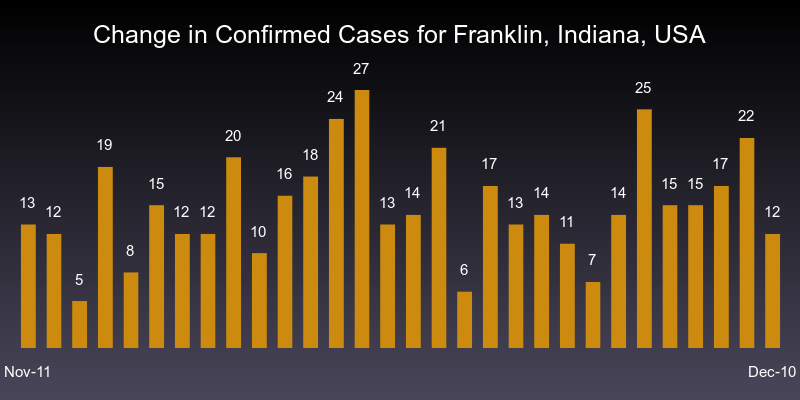 Change in Confirmed Cases for Franklin, Indiana, USA
13 12 5 19 8 15 12 12 20 10 16 18 24 27 13 14 21 6 17 13 14 11 7 14 25 15 15 17 22 12
Nov-11 Dec-10